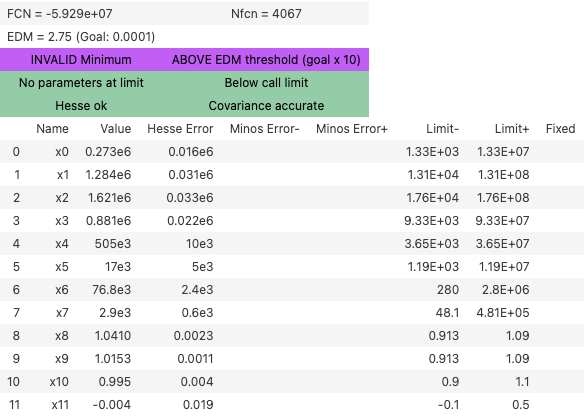 FCN = -5.929e+07 Nfcn = 4067
EDM = 2.75 (Goal: 0.0001)
INVALID Minimum ABOVE EDM threshold (goal x 10)
No parameters at limit Below call limit
Hesse ok Covariance accurate
Name Value Hesse Error Minos Error- Minos Error+ Limit- Limit+ Fixed
0 x0 0.273e6 0.016e6 1.33E+03 1.33E+07
1 x1 1.284e6 0.031e6 1.31E+04 1.31E+08
2 x2 1.621e6 0.033e6 1.76E+04 1.76E+08
3 x3 0.881e6 0.022e6 9.33E+03 9.33E+07
4 x4 505e3 10e3 3.65E+03 3.65E+07
5 x5 17e3 5e3 1.19E+03 1.19E+07
6 x6 76.8e3 2.4e3 280 2.8E+06
7 x7 2.9e3 0.6e3 48.1 4.81E+05
8 x8 1.0410 0.0023 0.913 1.09
9 x9 1.0153 0.0011 0.913 1.09
10 x10 0.995 0.004 0.9 1.1
11 x11 -0.004 0.019 -0.1 0.5